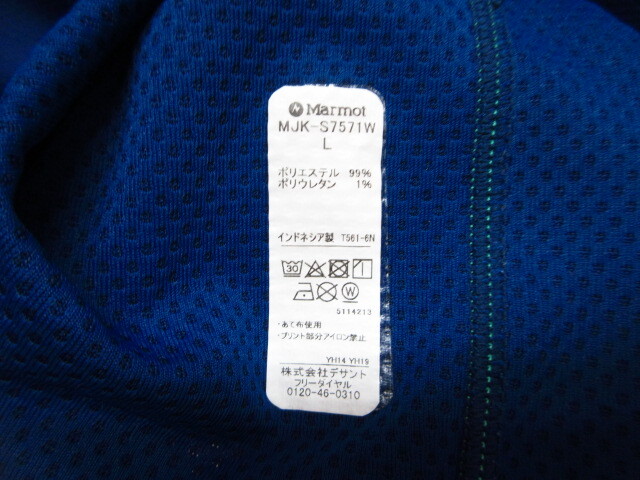 Marmot
MJK-S7571W
L
ポリエステル 99%
ポリウレタン 1%
インドネシア製 T561-6N
30
W
5114213
・あて布使用
・プリント部分アイロン禁止
YH14 YH19
株式会社デサント
フリーダイヤル
0120-46-0310